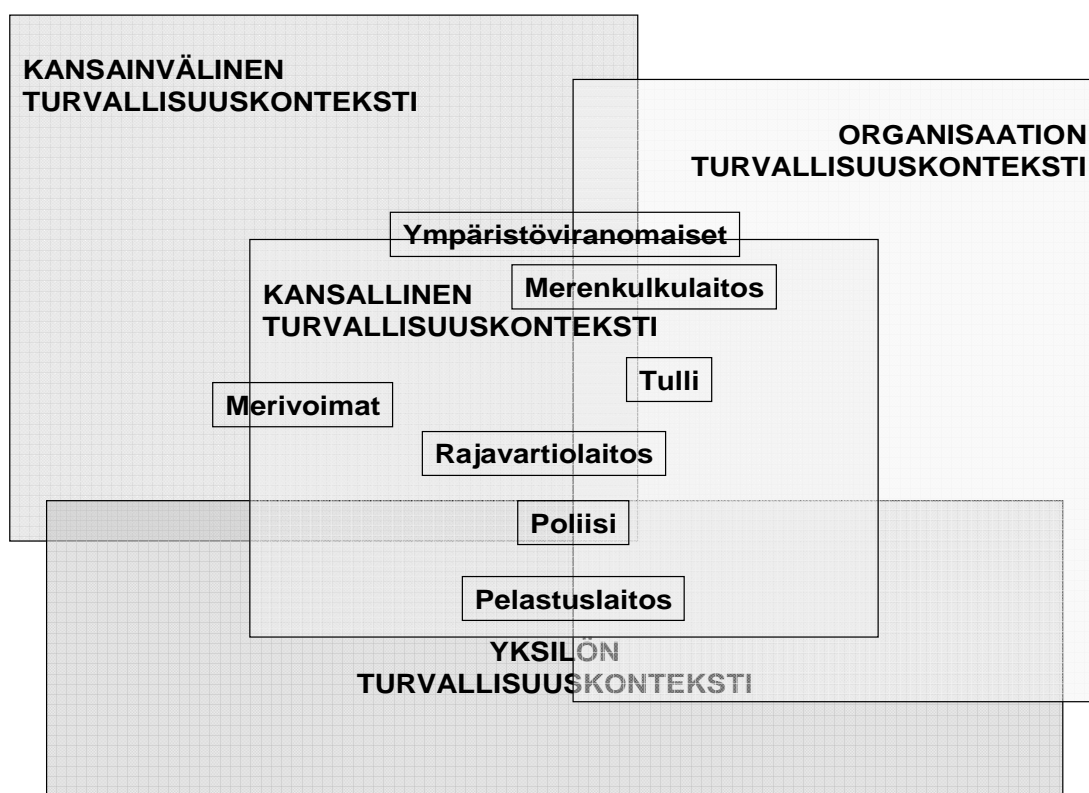 KANSAINVÄLINEN
TURVALLISUUSKONTEKSTI
ORGANISAATION
TURVALLISUUSKONTEKSTI
Ympäristöviranomaiset
Merenkulkulaitos
KANSALLINEN
TURVALLISUUSKONTEKSTI
Tulli
Merivoimat
Rajavartiolaitos
Poliisi
Pelastuslaitos
YKSILÖN
TURVALLISUUSKONTEKSTI